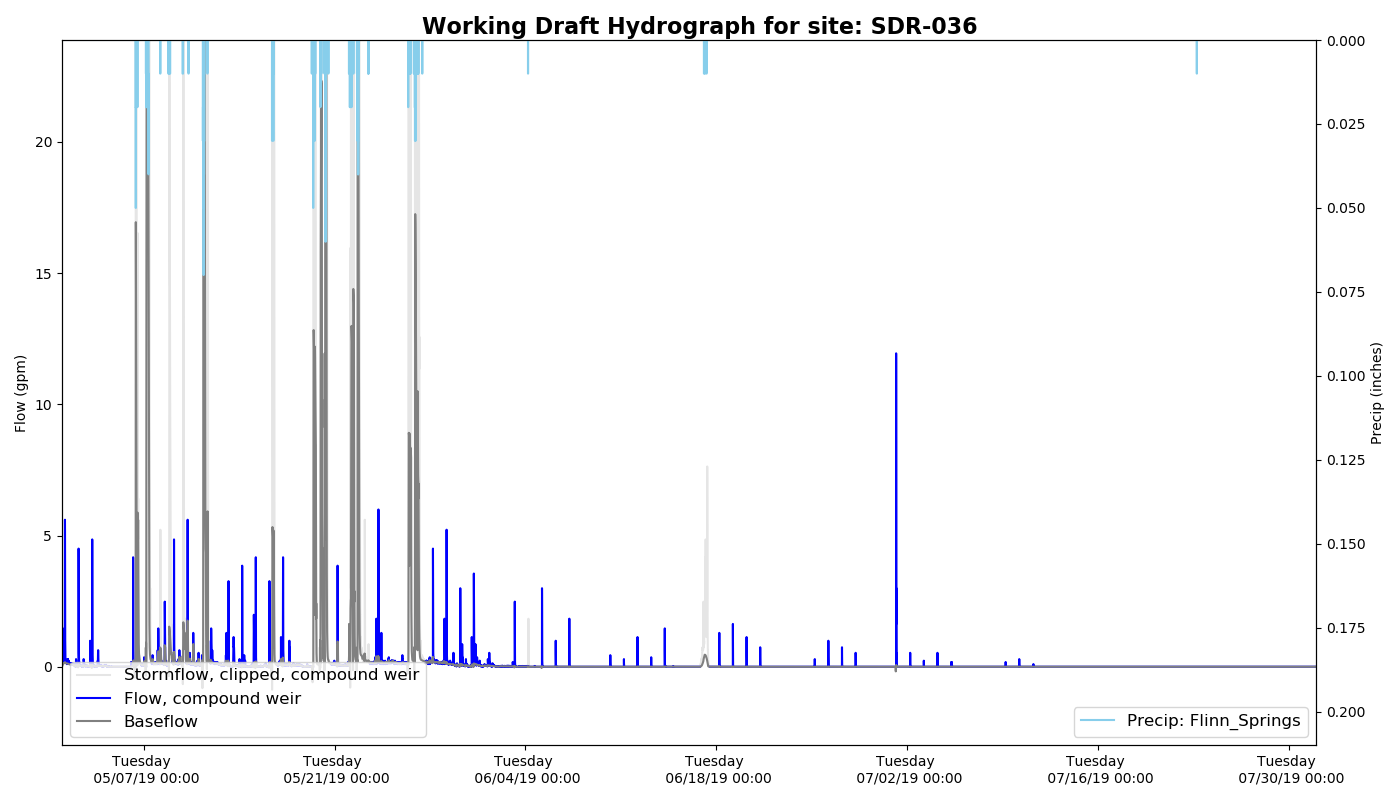 Working Draft Hydrograph for site: SDR-036
Flow (gpm)
20
15
10
5
0
Precip (inches)
0.000
0.025
0.050
0.075
0.100
0.125
0.150
0.175
0.200
Stormflow, clipped, compound weir
Flow, compound weir
Baseflow
Precip: Flinn_Springs
Tuesday
05/07/19 00:00
Tuesday
05/21/19 00:00
Tuesday
06/04/19 00:00
Tuesday
06/18/19 00:00
Tuesday
07/02/19 00:00
Tuesday
07/16/19 00:00
Tuesday
07/30/19 00:00